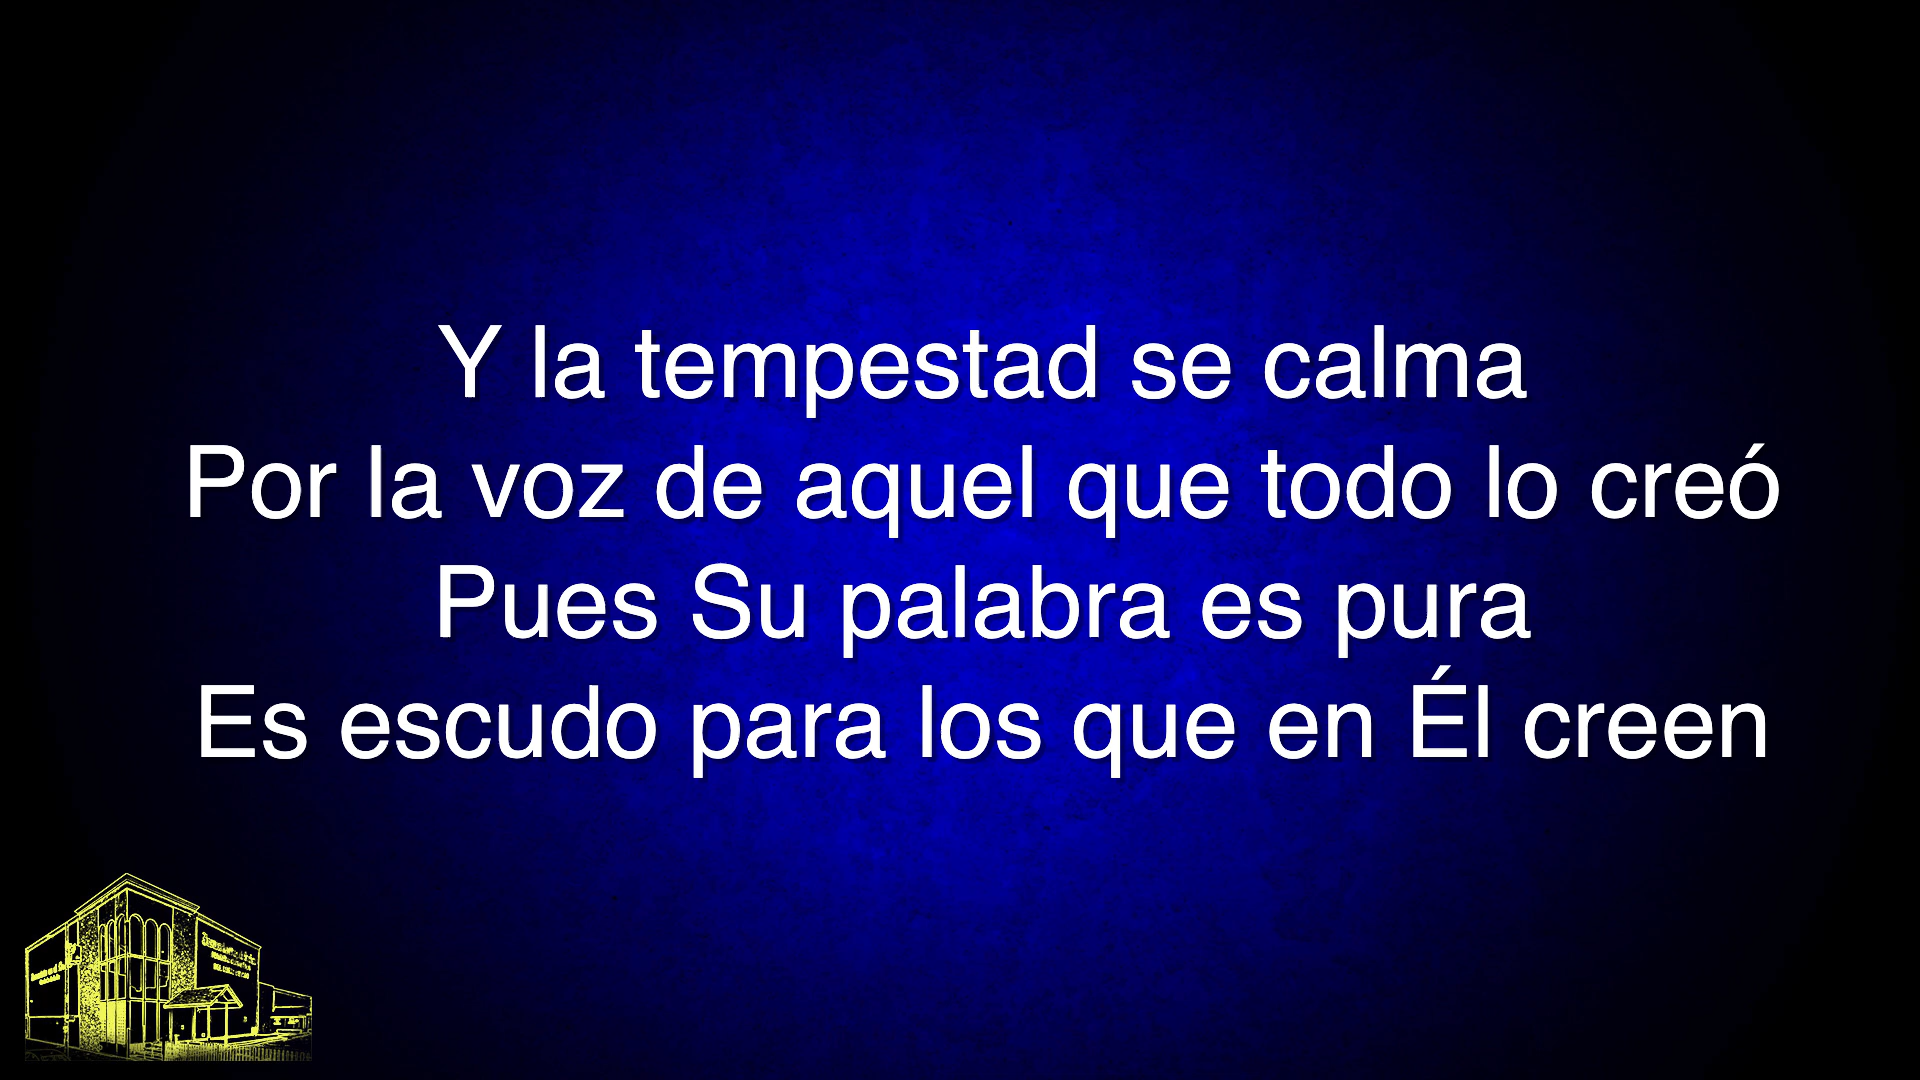 Y la tempestad se calma
Por la voz de aquel que todo lo creó
Pues Su palabra es pura
Es escudo para los que en Él creen